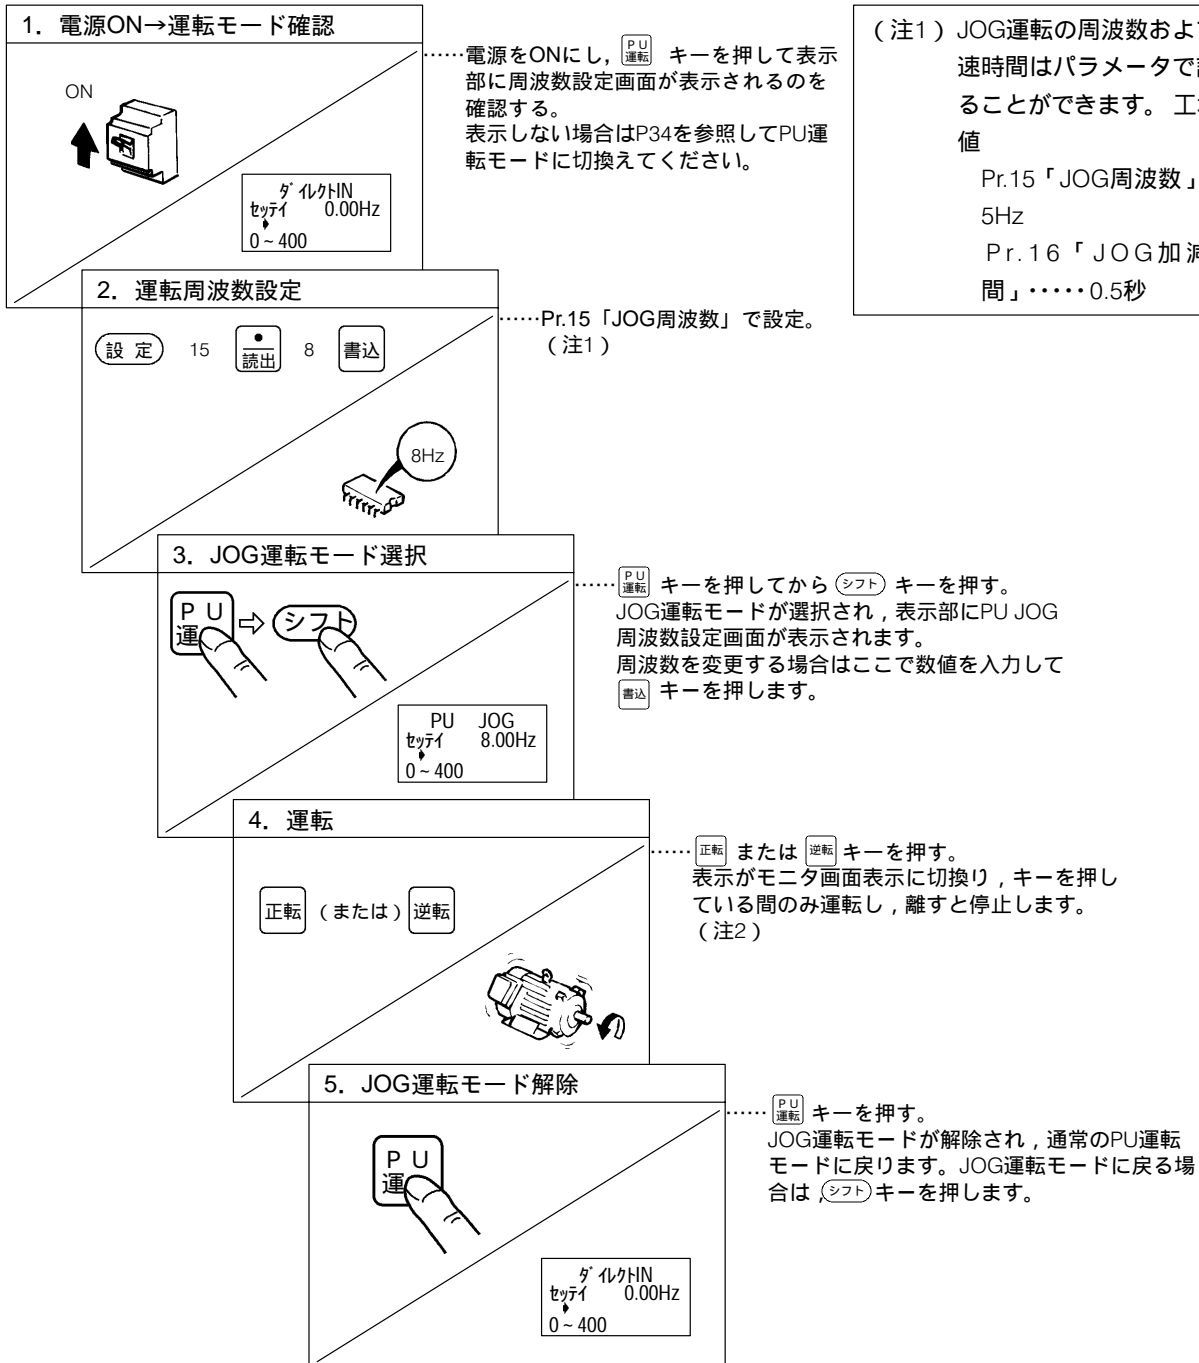 1. 電源ON→運転モード確認
ON
ダイレクトIN
セッテイ 0.00Hz
0～400
……電源をONにし,PU運転 キーを押して表示
部に周波数設定画面が表示されるのを
確認する。
表示しない場合はP34を参照してPU運
転モードに切換えてください。
(注1) JOG運転の周波数およ
速時間はパラメータで
ることができます。 工
値
Pr.15「JOG周波数」
5Hz
Pr.16「JOG加減
間」・・・・・0.5秒
2. 運転周波数設定
設定 15 読出 8 書込
8Hz
……Pr.15「JOG周波数」で設定。
(注1)
3. JOG運転モード選択
PU
運 ⇨ シフト
PU JOG
セッテイ 8.00Hz
0～400
……PU運転 キーを押してから シフト キーを押す。
JOG運転モードが選択され,表示部にPU JOG
周波数設定画面が表示されます。
周波数を変更する場合はここで数値を入力して
書込 キーを押します。
4. 運転
正転 (または) 逆転
……正転 または 逆転 キーを押す。
表示がモニタ画面表示に切換り,キーを押し
ている間のみ運転し,離すと停止します。
(注2)
5. JOG運転モード解除
PU
運
ダイレクトIN
セッテイ 0.00Hz
0～400
……PU運転 キーを押す。
JOG運転モードが解除され,通常のPU運転
モードに戻ります。JOG運転モードに戻る場
合は,シフトキーを押します。